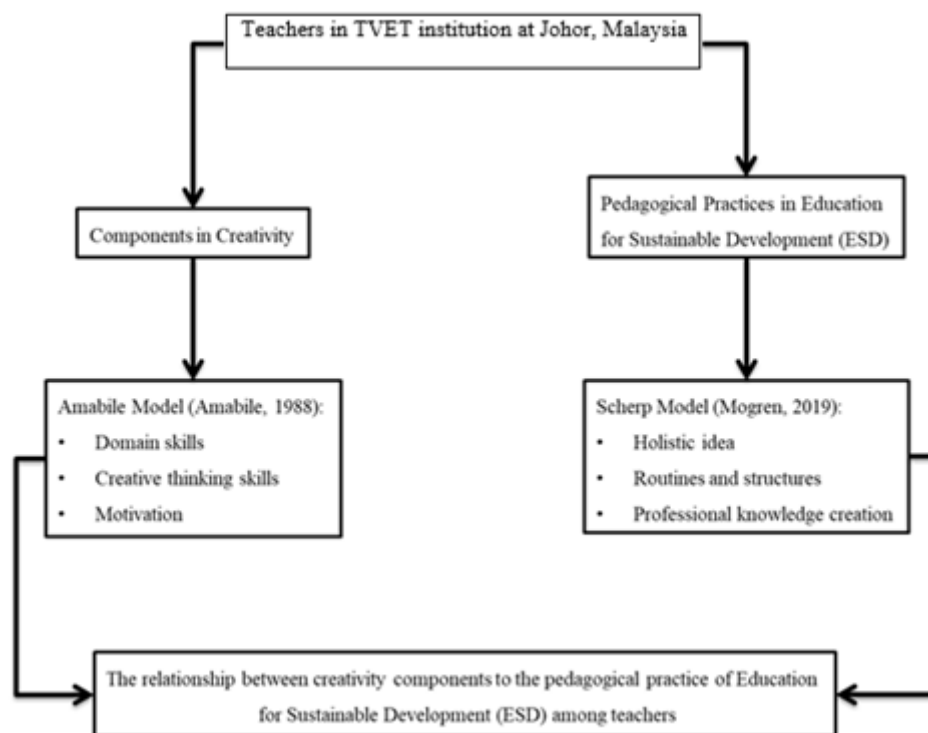 Teachers in TVET institution at Johor, Malaysia
Components in Creativity
Pedagogical Practices in Education
for Sustainable Development (ESD)
Amabile Model (Amabile, 1988):
• Domain skills
• Creative thinking skills
• Motivation
Scherp Model (Mogren, 2019):
• Holistic idea
• Routines and structures
• Professional knowledge creation
The relationship between creativity components to the pedagogical practice of Education
for Sustainable Development (ESD) among teachers